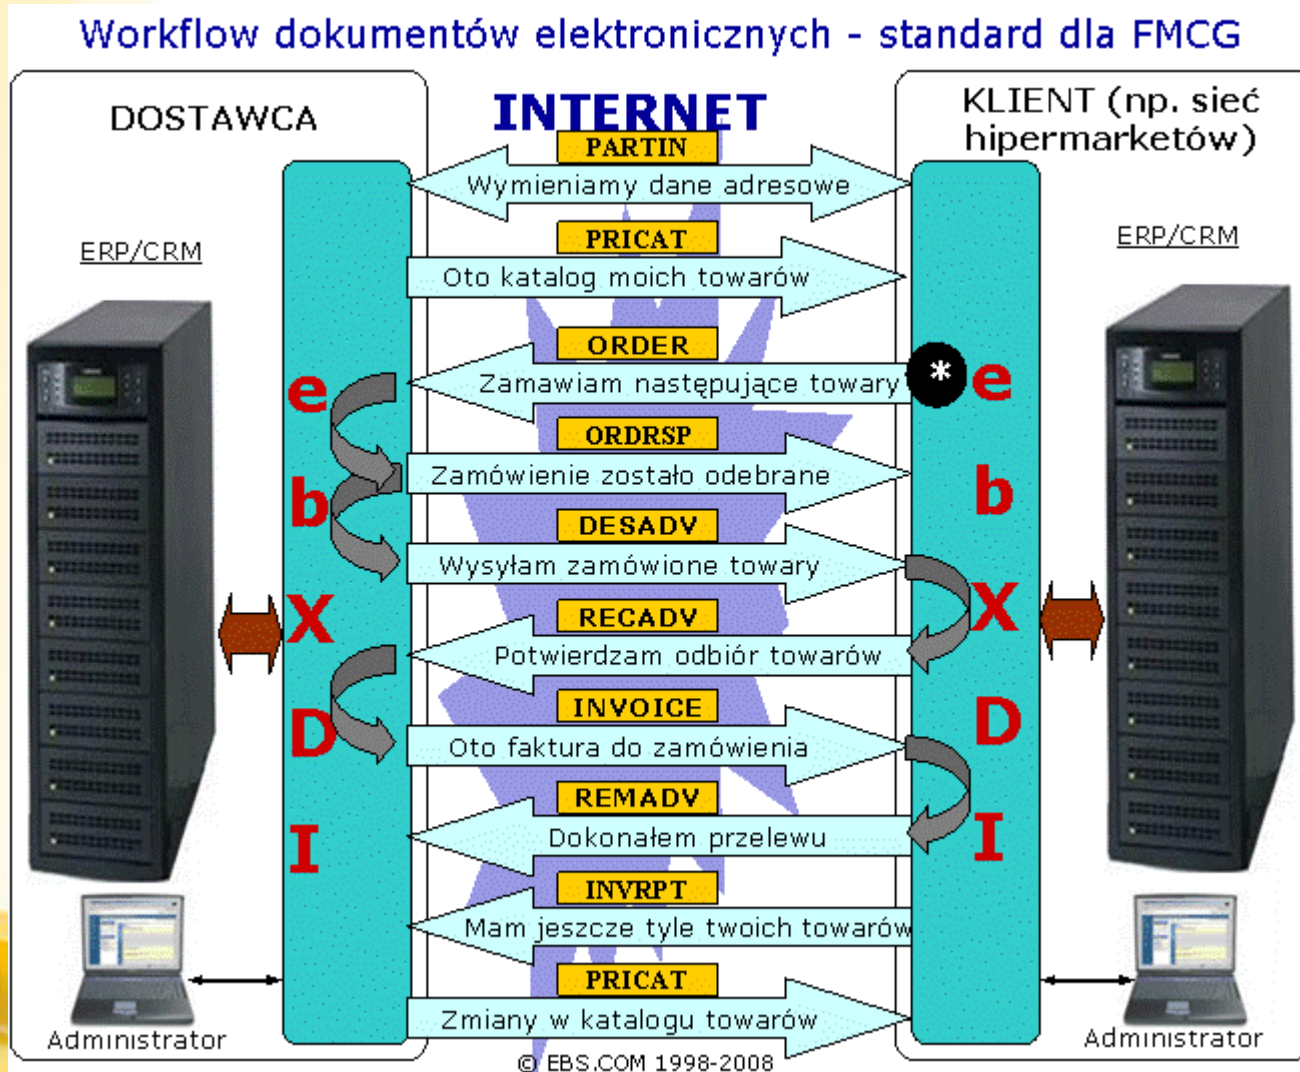 Workflow dokumentów elektronicznych - standard dla FMCG
DOSTAWCA
INTERNET
KLIENT (np. sieć
hipermarketów)
ERP/CRM
ERP/CRM
PARTIN
Wymieniamy dane adresowe
PRICAT
Oto katalog moich towarów
ORDER
Zamawiam następujące towary
*
ORDRSP
Zamówienie zostało odebrane
DESADV
Wysyłam zamówione towary
RECADV
Potwierdzam odbiór towarów
INVOICE
Oto faktura do zamówienia
REMADV
Dokonałem przelewu
INVRPT
Mam jeszcze tyle twoich towarów
PRICAT
Zmiany w katalogu towarów
e
b
X
D
I
e
b
X
D
I
Administrator
Administrator
© EBS.COM 1998-2008